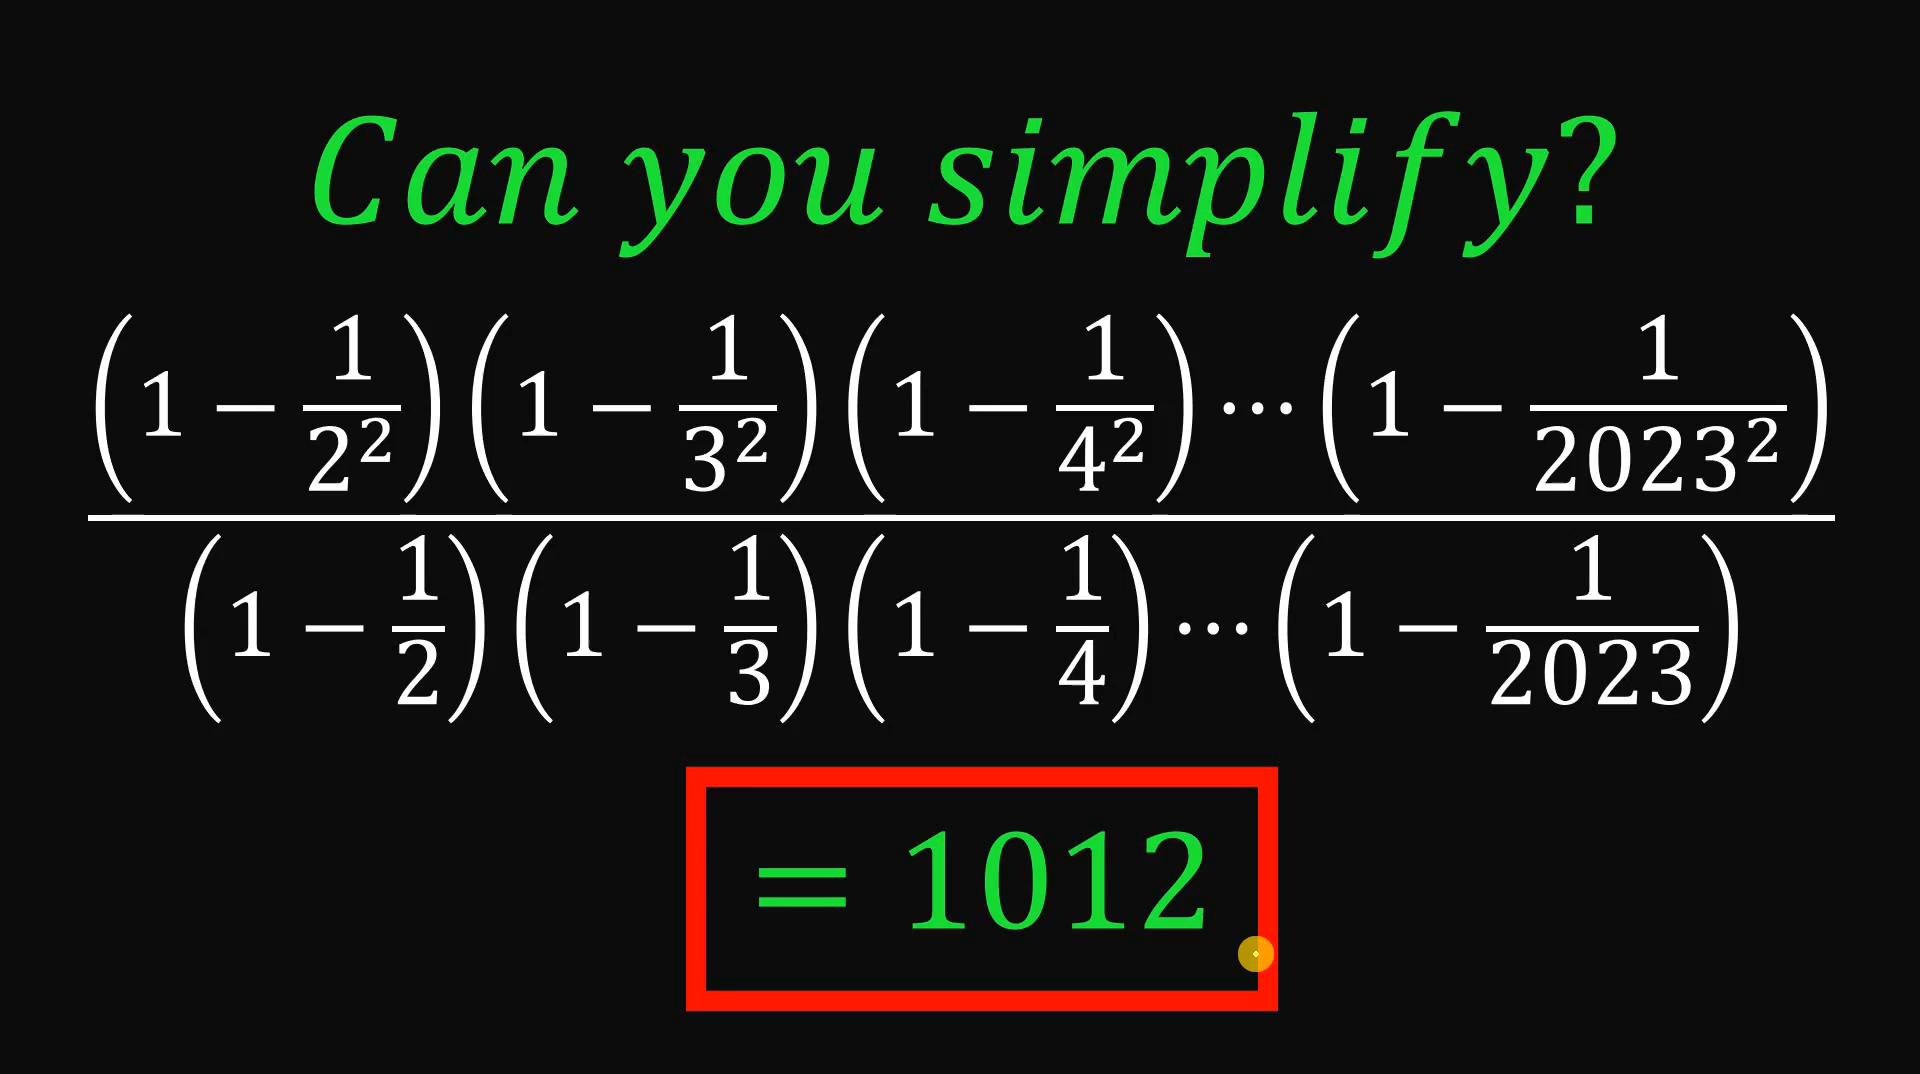 Can you simplify?
(1 − 1/2²)(1 − 1/3²)(1 − 1/4²)⋯(1 − 1/2023²)
(1 − 1/2)(1 − 1/3)(1 − 1/4)⋯(1 − 1/2023)
= 1012